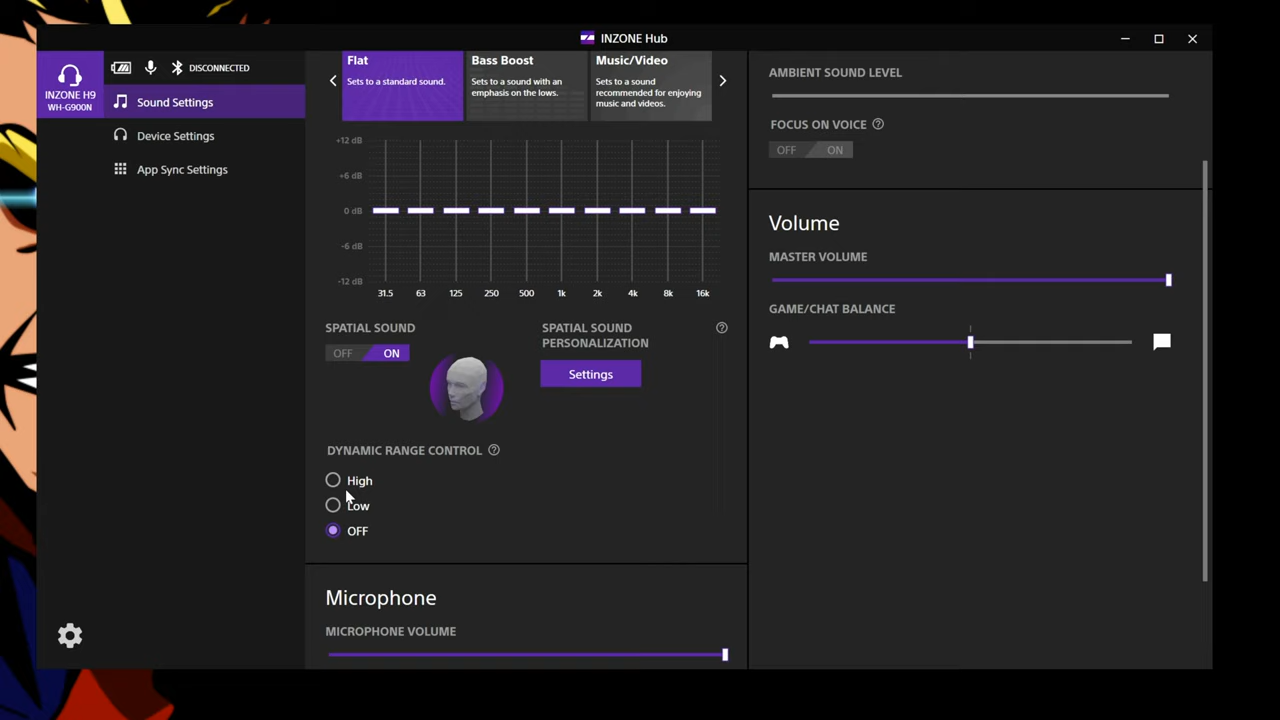 INZONE Hub
INZONE H9
WH-G900N
DISCONNECTED
Sound Settings
Device Settings
App Sync Settings
Flat
Sets to a standard sound.
Bass Boost
Sets to a sound with an
emphasis on the lows.
Music/Video
Sets to a sound
recommended for enjoying
music and videos.
+12 dB
+6 dB
0 dB
-6 dB
-12 dB
31.5 63 125 250 500 1k 2k 4k 8k 16k
SPATIAL SOUND
OFF ON
SPATIAL SOUND
PERSONALIZATION
?
Settings
DYNAMIC RANGE CONTROL ?
High
Low
OFF
Microphone
MICROPHONE VOLUME
AMBIENT SOUND LEVEL
FOCUS ON VOICE ?
OFF ON
Volume
MASTER VOLUME
GAME/CHAT BALANCE